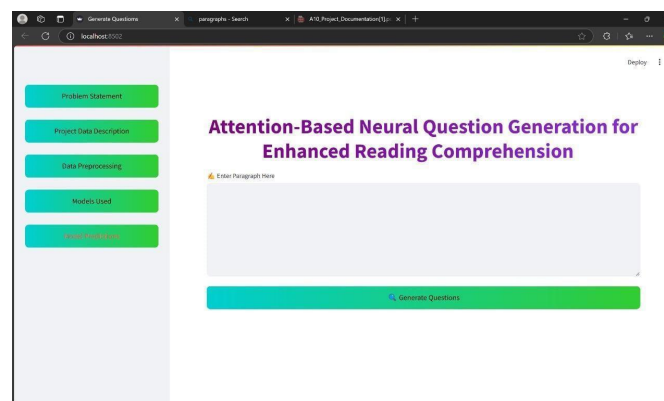 Generate Questions
paragraphs - Search
A10_Project_Documentation[1].pc
localhost:8502
Deploy
Problem Statement
Project Data Description
Data Preprocessing
Models Used
Attention-Based Neural Question Generation for
Enhanced Reading Comprehension
Enter Paragraph Here
Generate Questions